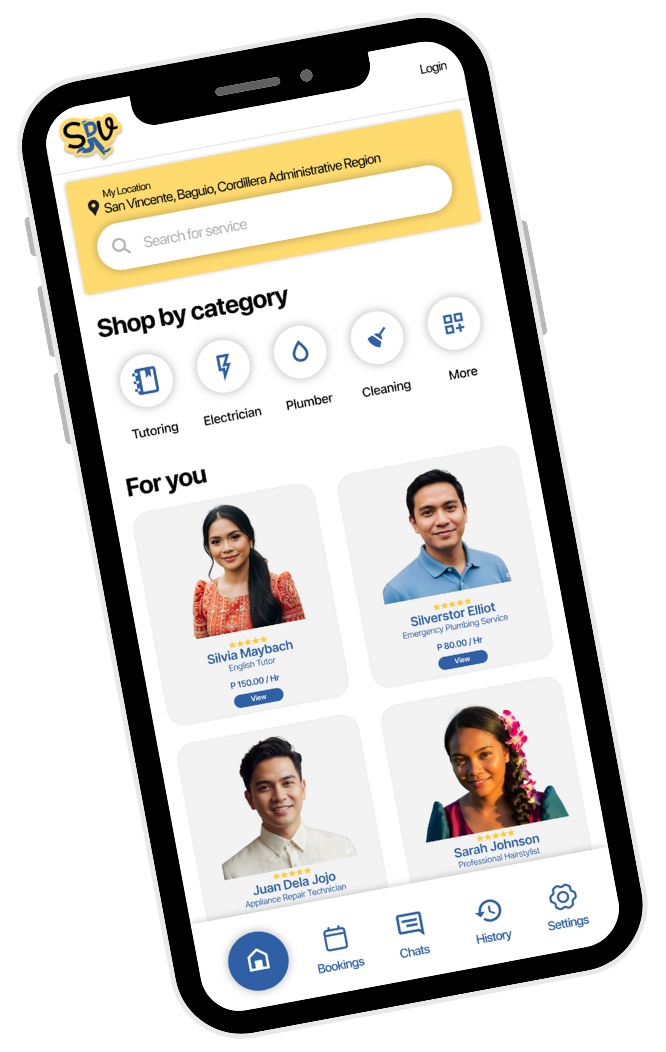 Login
SDV
My Location
San Vincente, Baguio, Cordillera Administrative Region
Search for service
Shop by category
Tutoring
Electrician
Plumber
Cleaning
More
For you
Silvia Maybach
English Tutor
P 150.00 / Hr
View
Silverstor Elliot
Emergency Plumbing Service
P 80.00 / Hr
View
Juan Dela Jojo
Appliance Repair Technician
Sarah Johnson
Professional Hairstylist
Bookings
Chats
History
Settings